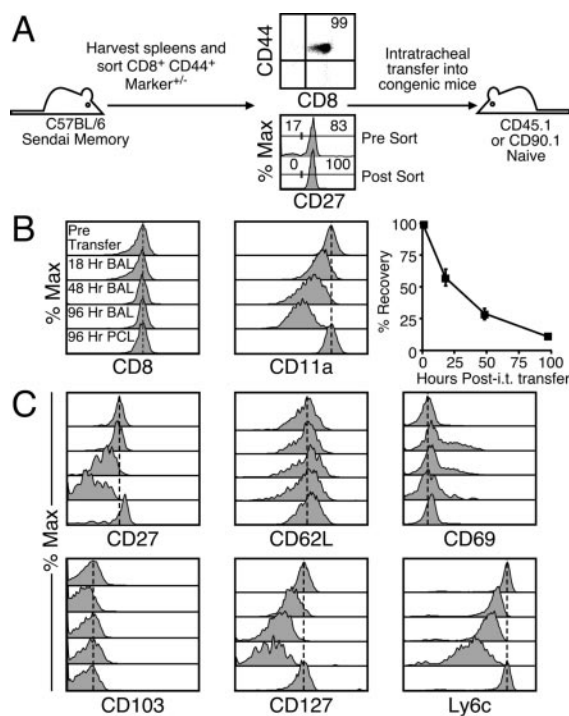 A
Harvest spleens and
sort CD8+ CD44+
Marker+/-
C57BL/6
Sendai Memory
CD44
99
CD8
% Max
17 83
Pre Sort
0 100
Post Sort
CD27
Intratracheal
transfer into
congenic mice
CD45.1
or CD90.1
Naive
B
% Max
Pre
Transfer
18 Hr BAL
48 Hr BAL
96 Hr BAL
96 Hr PCL
CD8
CD11a
% Recovery
100
75
50
25
0
0 25 50 75 100
Hours Post-i.t. transfer
C
% Max
CD27
CD62L
CD69
% Max
CD103
CD127
Ly6c